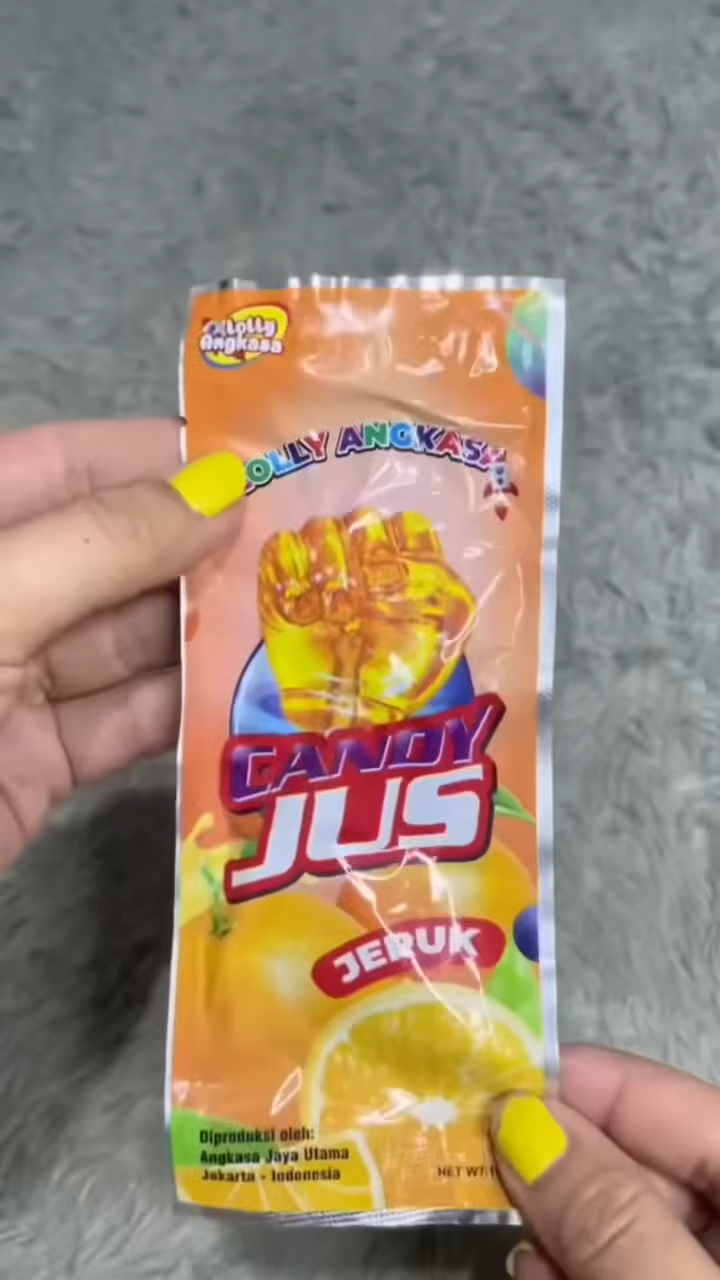 Lolly
Angkasa
LOLLY ANGKASA
CANDY
JUS
JERUK
Diproduksi oleh:
Angkasa Jaya Utama
Jakarta - Indonesia
NET WT: